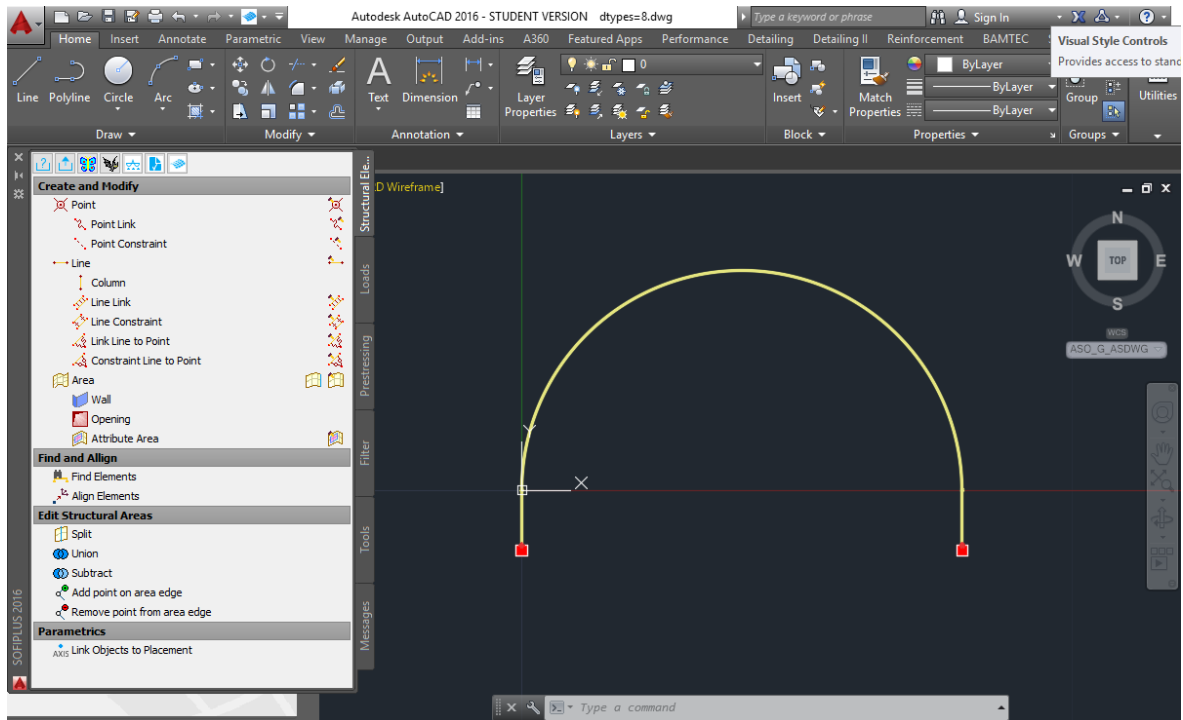 Autodesk AutoCAD 2016 - STUDENT VERSION dtypes=8.dwg
Type a keyword or phrase
Sign In
Home Insert Annotate Parametric View Manage Output Add-ins A360 Featured Apps Performance Detailing Detailing II Reinforcement BAMTEC
Visual Style Controls
Provides access to stand
Line Polyline Circle Arc
Text Dimension
Layer Properties
0
Insert
Match Properties
ByLayer
ByLayer
ByLayer
Group
Utilities
Draw Modify Annotation Layers Block Properties Groups
Create and Modify
Point
Point Link
Point Constraint
Line
Column
Line Link
Line Constraint
Link Line to Point
Constraint Line to Point
Area
Wall
Opening
Attribute Area
Find and Allign
Find Elements
Align Elements
Edit Structural Areas
Split
Union
Subtract
Add point on area edge
Remove point from area edge
Parametrics
AXIS Link Objects to Placement
SOFIPLUS 2016
Structural Ele...
Loads
Prestressing
Filter
Tools
Messages
D Wireframe]
N
W TOP E
S
WCS
ASO_G_ASDWG
Y
X
Type a command